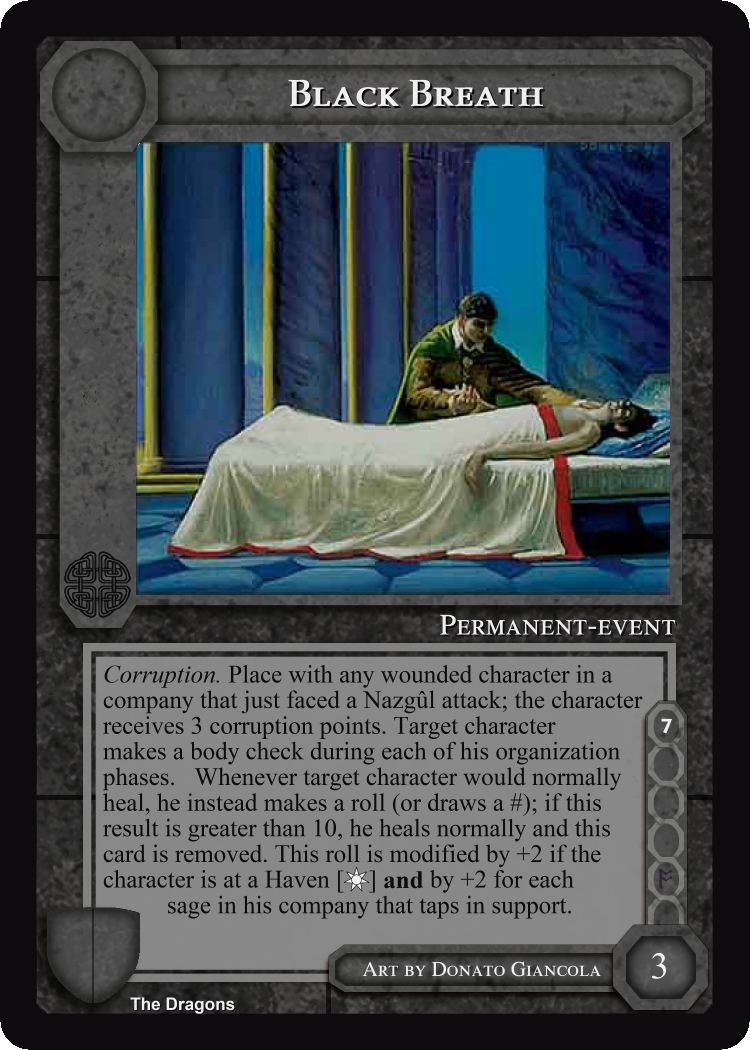 BLACK BREATH
DONATO
PERMANENT-EVENT
Corruption. Place with any wounded character in a
company that just faced a Nazgûl attack; the character
receives 3 corruption points. Target character
makes a body check during each of his organization
phases. Whenever target character would normally
heal, he instead makes a roll (or draws a #); if this
result is greater than 10, he heals normally and this
card is removed. This roll is modified by +2 if the
character is at a Haven [☀] and by +2 for each
sage in his company that taps in support.
7
ART BY DONATO GIANCOLA
3
The Dragons